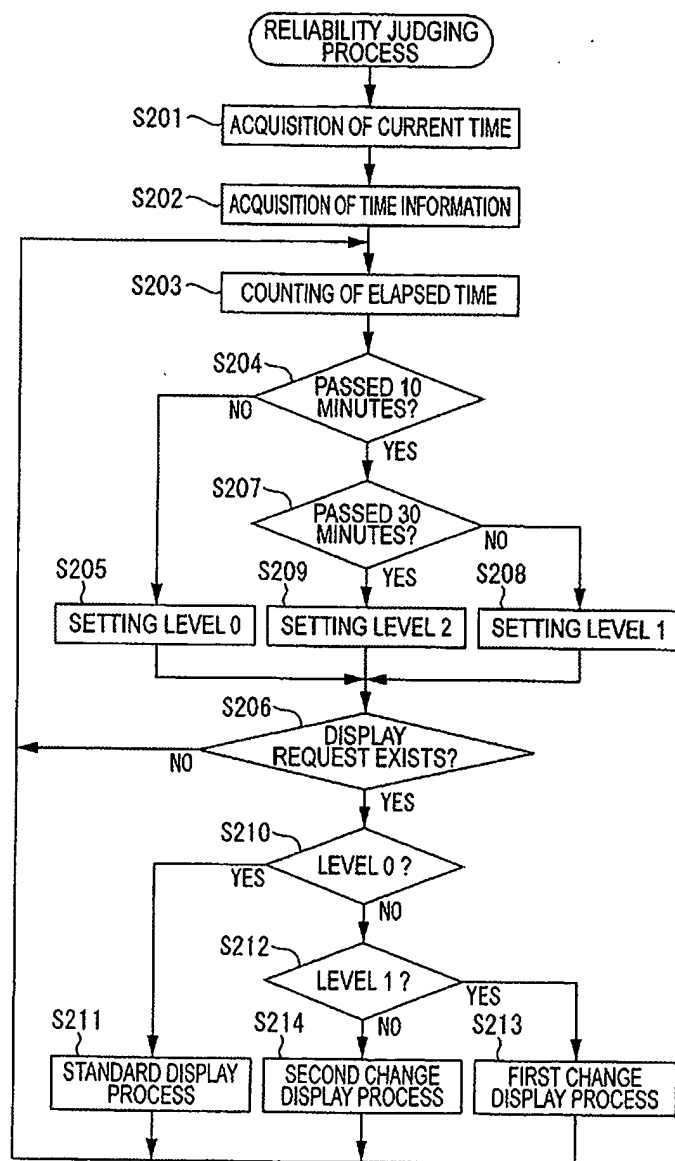 RELIABILITY JUDGING
PROCESS
S201
ACQUISITION OF CURRENT TIME
S202
ACQUISITION OF TIME INFORMATION
S203
COUNTING OF ELAPSED TIME
S204
PASSED 10
MINUTES?
NO
YES
S207
PASSED 30
MINUTES?
NO
YES
S205
S209
S208
SETTING LEVEL 0
SETTING LEVEL 2
SETTING LEVEL 1
S206
DISPLAY
REQUEST EXISTS?
NO
YES
S210
LEVEL 0 ?
YES
NO
S212
LEVEL 1 ?
YES
NO
S211
S214
S213
STANDARD DISPLAY
PROCESS
SECOND CHANGE
DISPLAY PROCESS
FIRST CHANGE
DISPLAY PROCESS